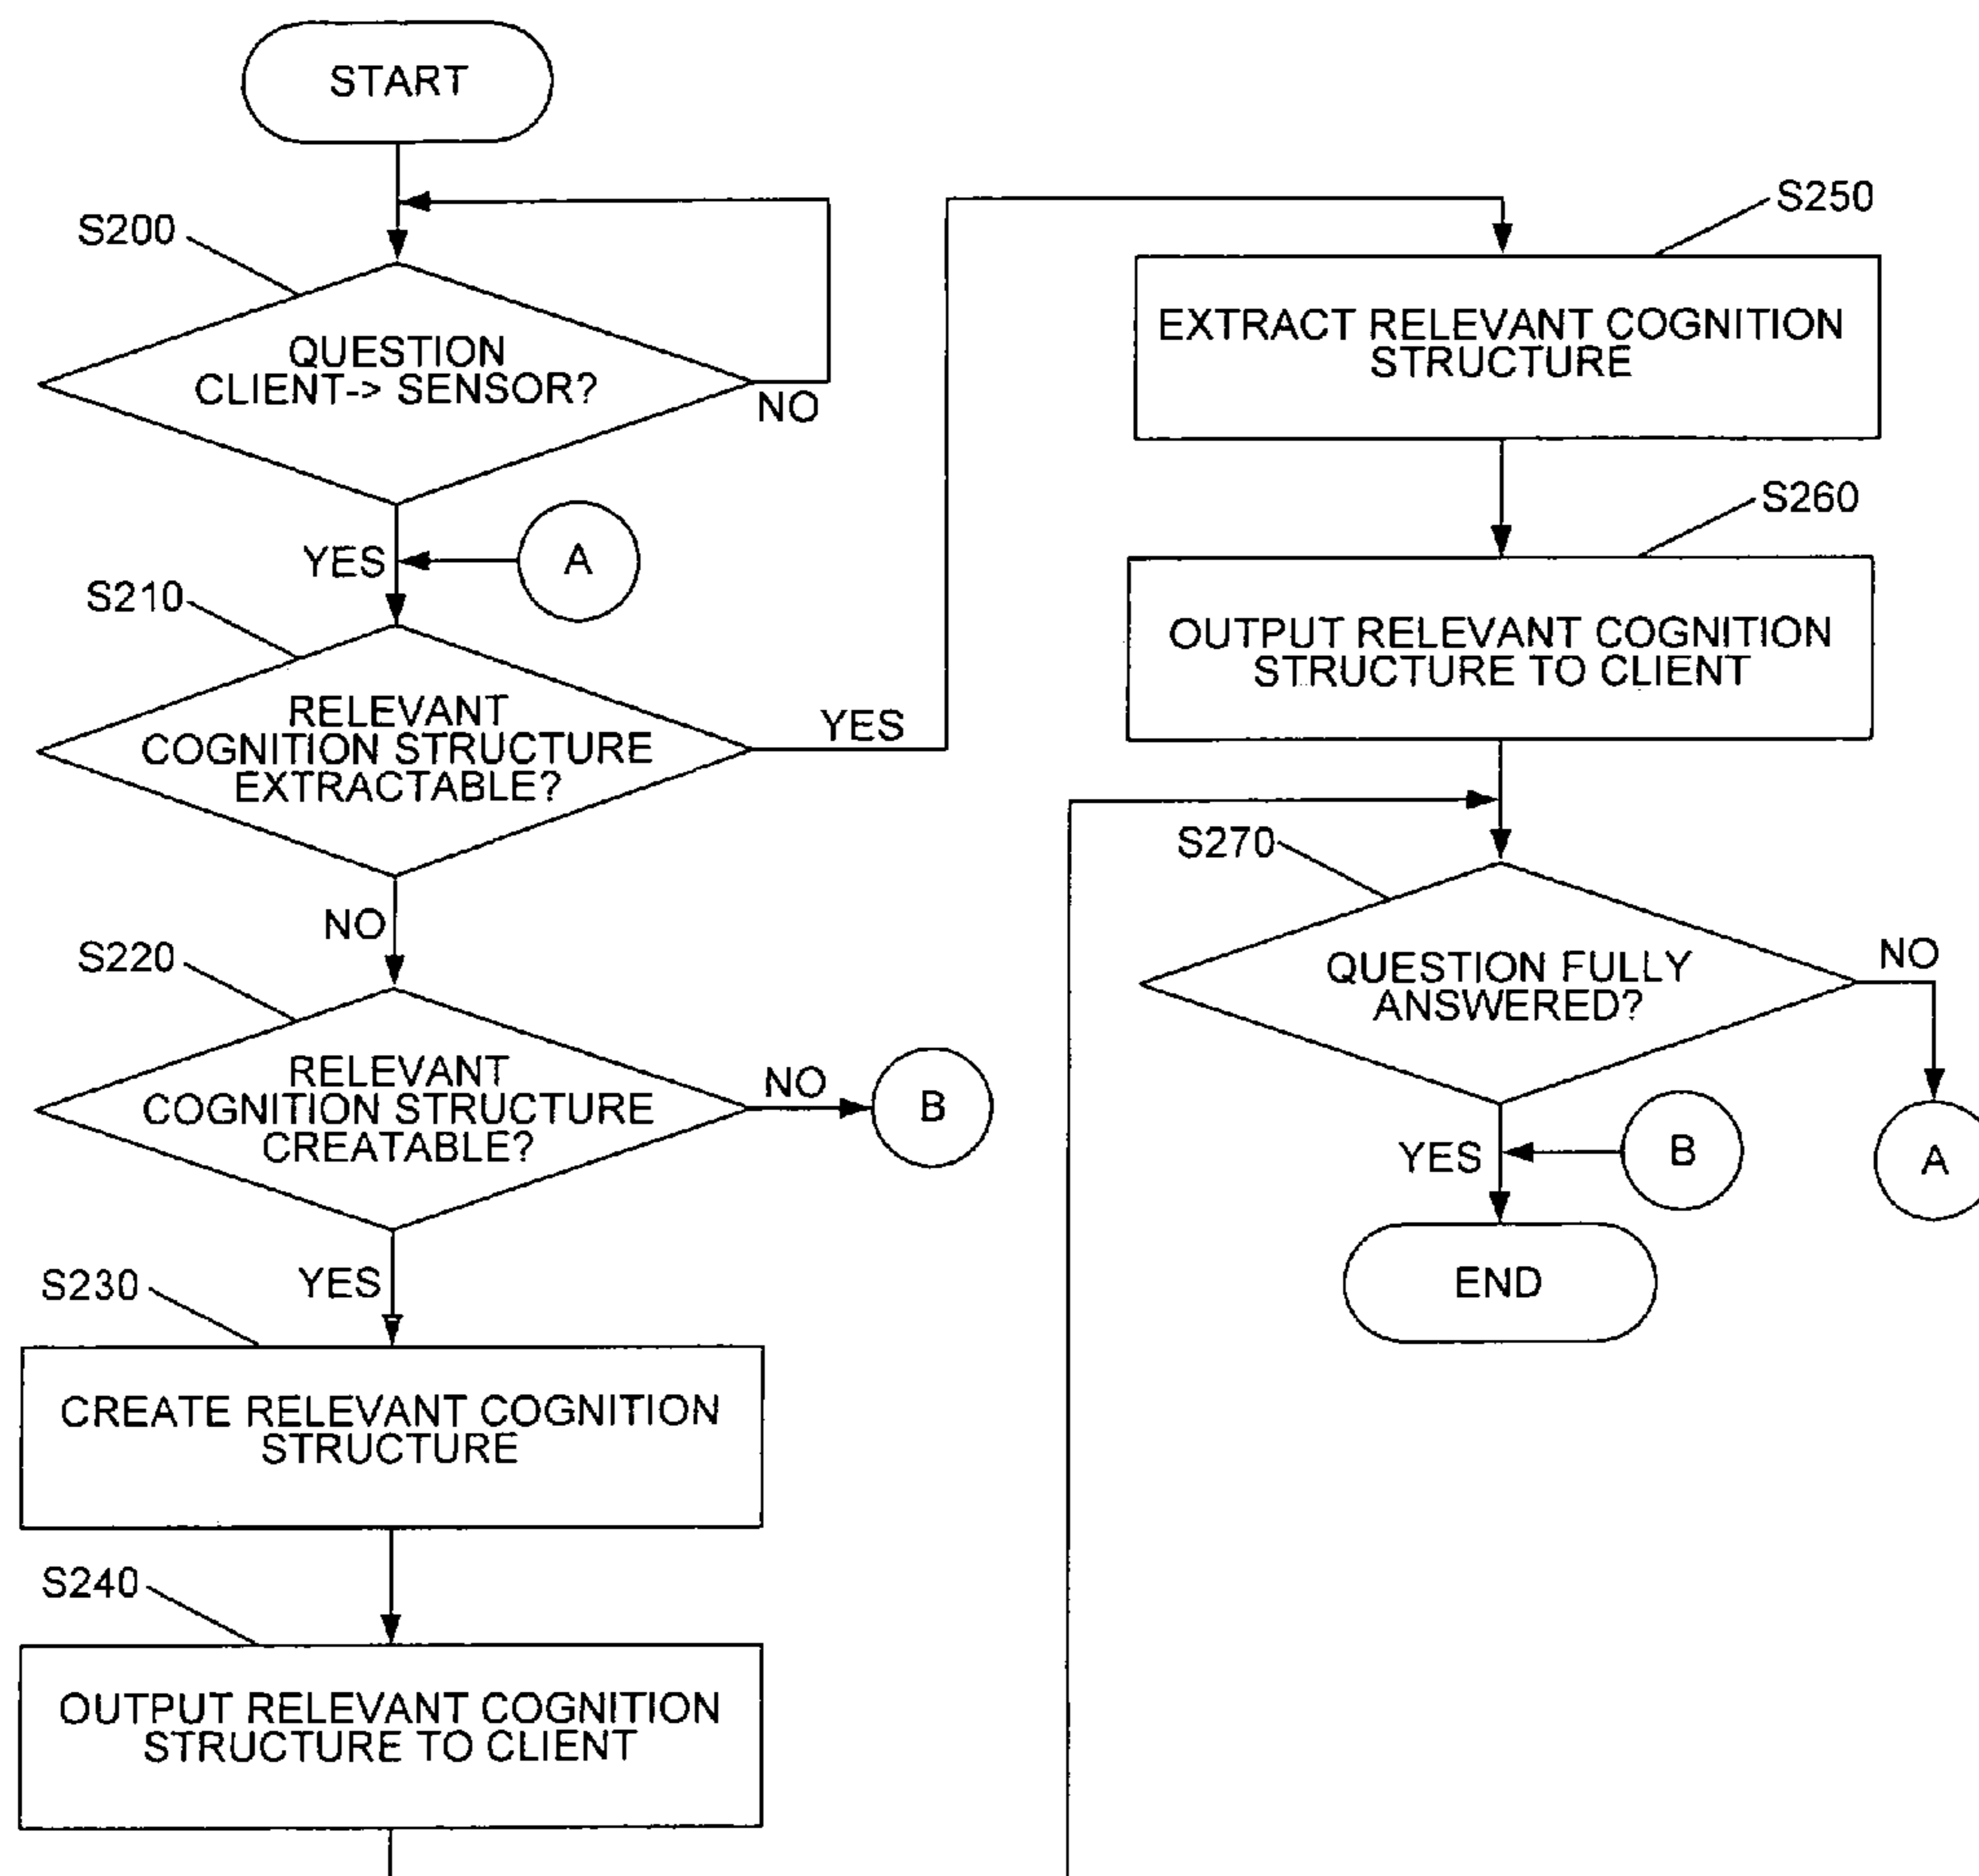 START
S200
QUESTION
CLIENT-> SENSOR?
NO
YES
A
S210
RELEVANT
COGNITION STRUCTURE
EXTRACTABLE?
YES
NO
S220
RELEVANT
COGNITION STRUCTURE
CREATABLE?
NO
B
YES
S230
CREATE RELEVANT COGNITION
STRUCTURE
S240
OUTPUT RELEVANT COGNITION
STRUCTURE TO CLIENT
S250
EXTRACT RELEVANT COGNITION
STRUCTURE
S260
OUTPUT RELEVANT COGNITION
STRUCTURE TO CLIENT
S270
QUESTION FULLY
ANSWERED?
NO
A
YES
B
END